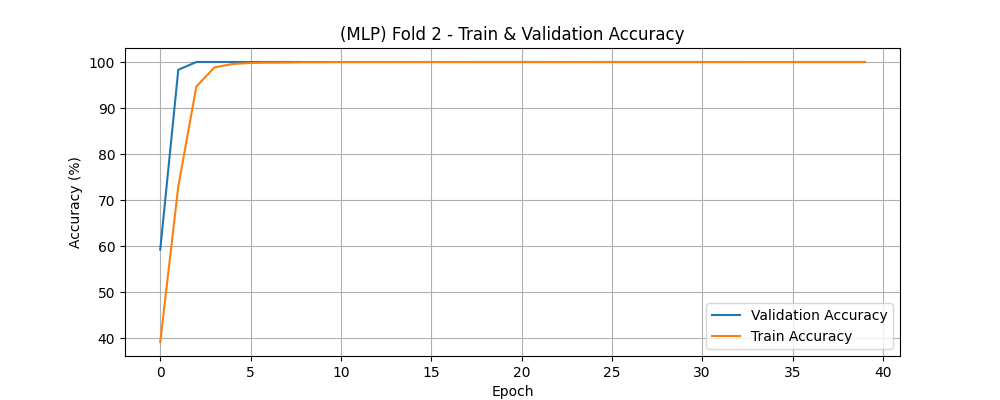 (MLP) Fold 2 - Train & Validation Accuracy
Accuracy (%)
100
90
80
70
60
50
40
0 5 10 15 20 25 30 35 40
Epoch
Validation Accuracy
Train Accuracy